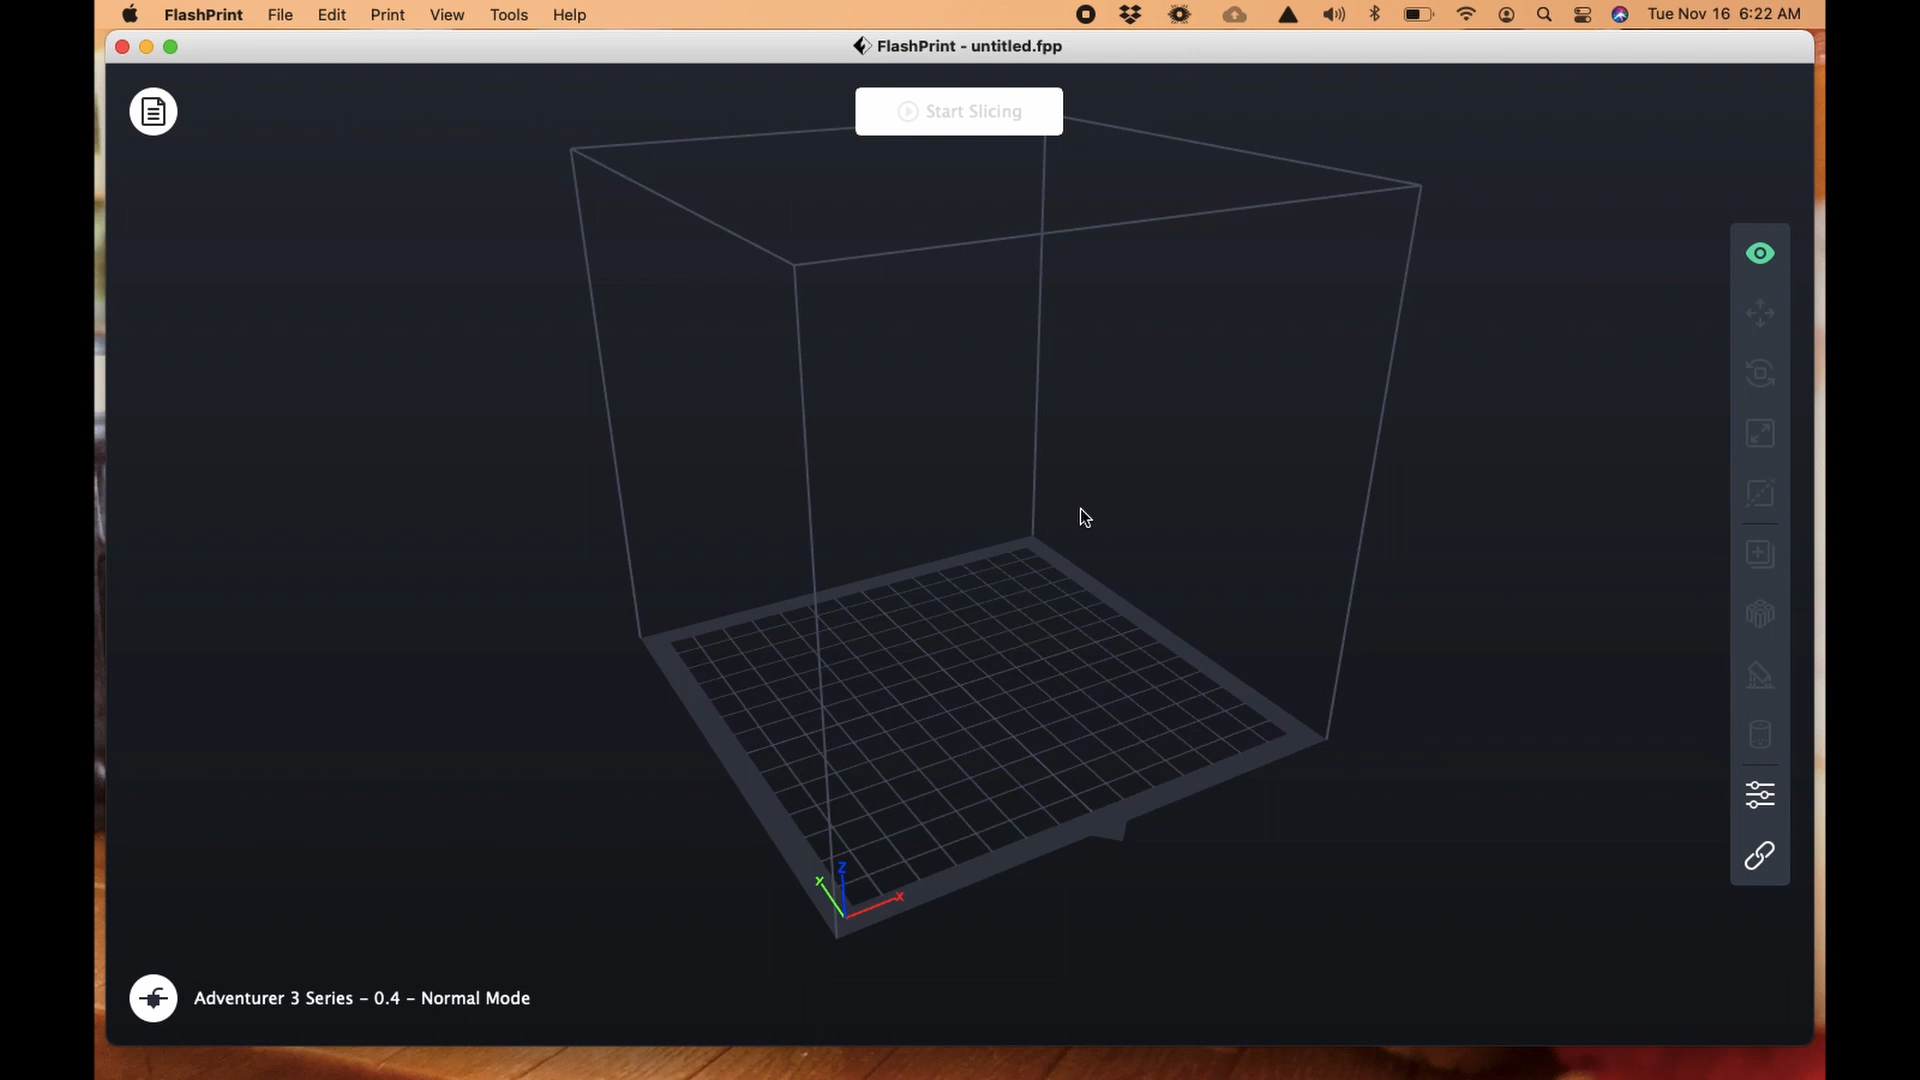 FlashPrint File Edit Print View Tools Help Tue Nov 16 6:22 AM
FlashPrint - untitled.fpp
Start Slicing
Z
Y
X
Adventurer 3 Series - 0.4 - Normal Mode